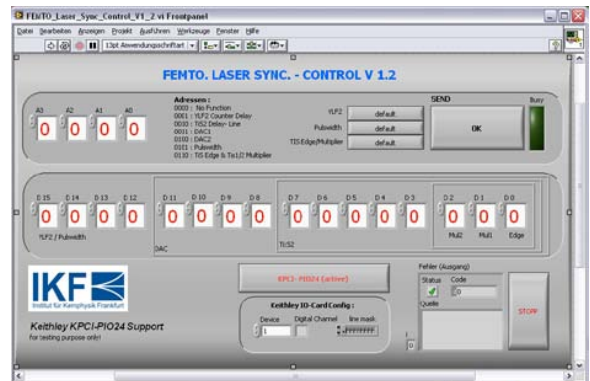 FEMTO_Laser_Sync_Control_V1_2.vi Frontpanel
Datei Bearbeiten Anzeigen Projekt Ausführen Werkzeuge Fenster Hilfe
13pt Anwendungsschriftart
FEMTO. LASER SYNC. - CONTROL V 1.2
A3 A2 A1 A0
0 0 0 0
Adressen :
0000 : No Function
0001 : YLF2 Counter Delay
0010 : TiS2 Delay- Line
0011 : DAC1
0100 : DAC2
0101 : Pulswidth
0110 : TiS Edge & Tis1/2 Multiplier
YLF2 default
Pulswidth default
TIS Edge/Multiplier default
SEND
OK
Busy
D 15 D 14 D 13 D 12 D 11 D 10 D 9 D 8 D 7 D 6 D 5 D 4 D 3 D 2 D 1 D 0
0 0 0 0 0 0 0 0 0 0 0 0 0 0 0 0
YLF2 / Pulswidth
DAC
TiS2
Mul2 Mul1 Edge
IKF
Institut für Kernphysik Frankfurt
Keithley KPCI-PIO24 Support
for testing purpose only!
KPCI- PIO24 (active)
Keithley IO-Card Config :
Device Digital Channel line mask
1 FFFFFFFF
Fehler (Ausgang)
Status Code
0
Quelle
STOPP
0